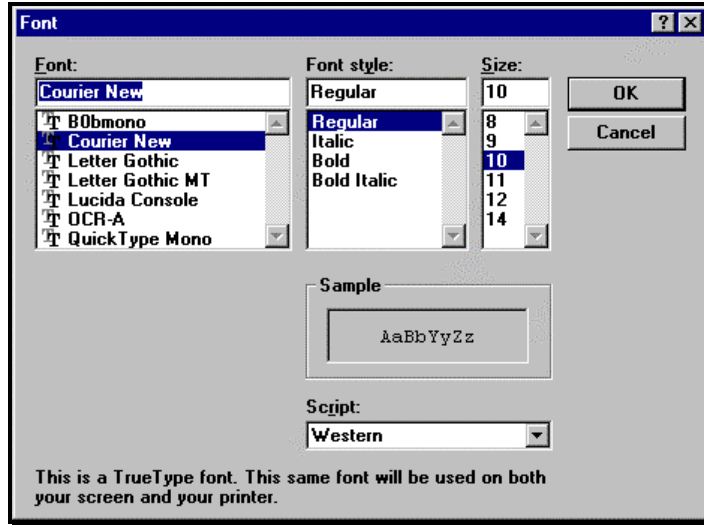 Font
Font:
Courier New
B0bmono
Courier New
Letter Gothic
Letter Gothic MT
Lucida Console
OCR-A
QuickType Mono
Font style:
Regular
Regular
Italic
Bold
Bold Italic
Size:
10
8
9
10
11
12
14
OK
Cancel
Sample
AaBbYyZz
Script:
Western
This is a TrueType font. This same font will be used on both
your screen and your printer.